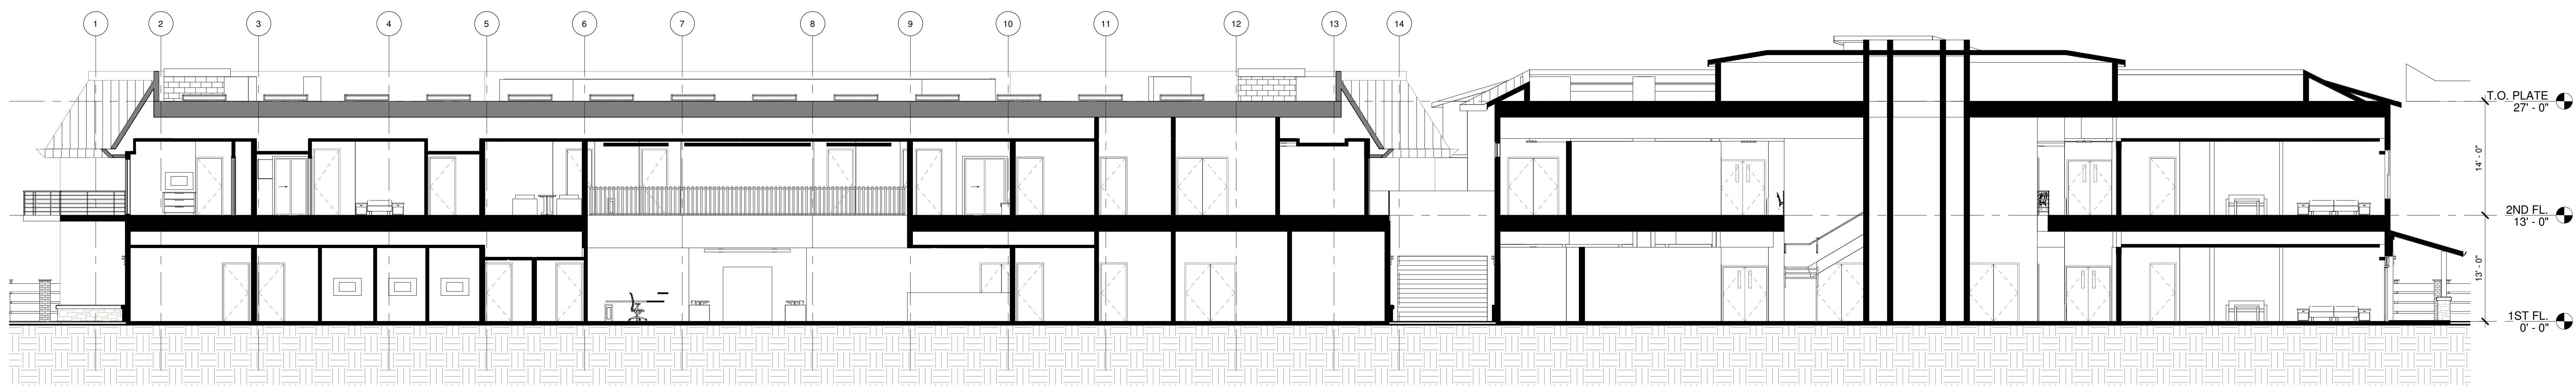 1
2
3
4
5
6
7
8
9
10
11
12
13
14
T.O. PLATE
27' - 0"
14' - 0"
2ND FL.
13' - 0"
13' - 0"
1ST FL.
0' - 0"